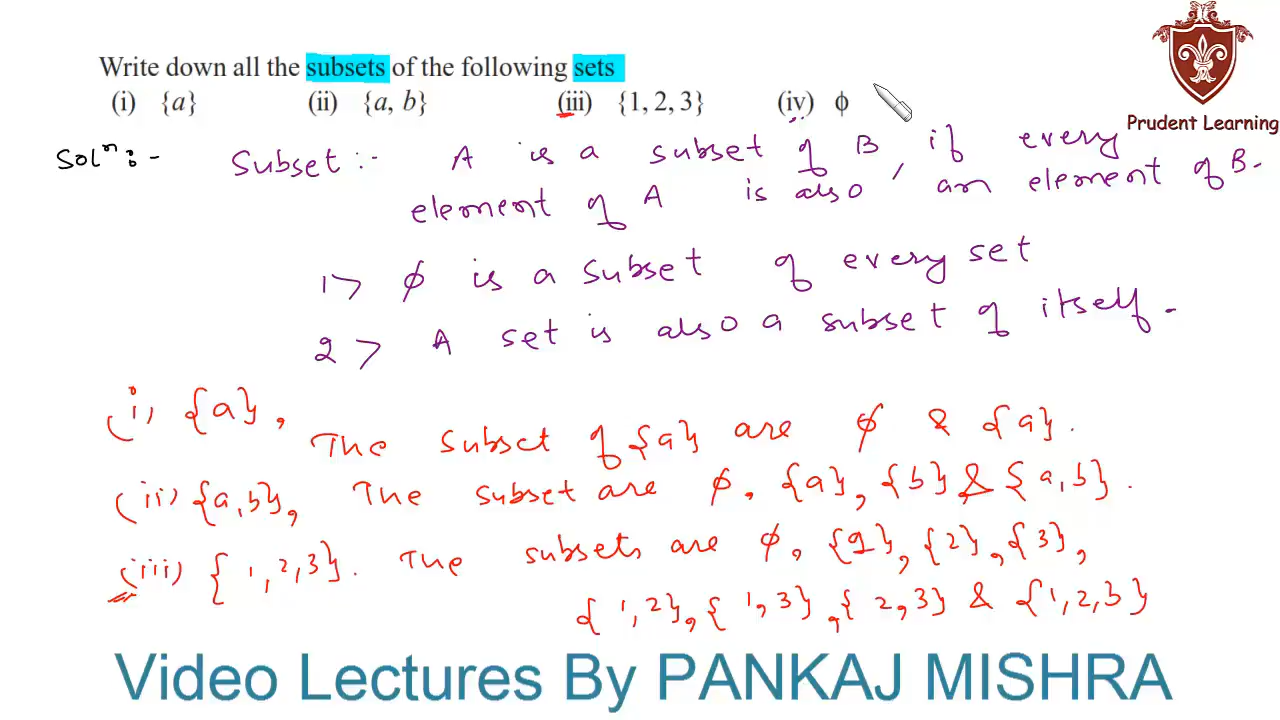 Write down all the subsets of the following sets
(i) {a} (ii) {a, b} (iii) {1, 2, 3} (iv) ϕ
Prudent Learning
Solⁿ :- Subset :- A is a subset of B, if every
element of A is also an element of B.
1> ϕ is a subset of every set
2> A set is also a subset of itself.
(i) {a}, The subset of {a} are ϕ & {a}.
(ii) {a,b}, The subset are ϕ, {a}, {b} & {a,b}.
(iii) {1,2,3}. The subsets are ϕ, {1}, {2}, {3},
{1,2}, {1,3}, {2,3} & {1,2,3}
Video Lectures By PANKAJ MISHRA